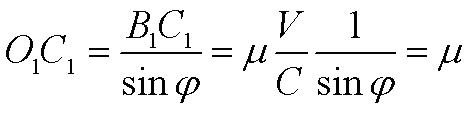 O₁C₁ = B₁C₁ / sin φ = μ V / C 1 / sin φ = μ